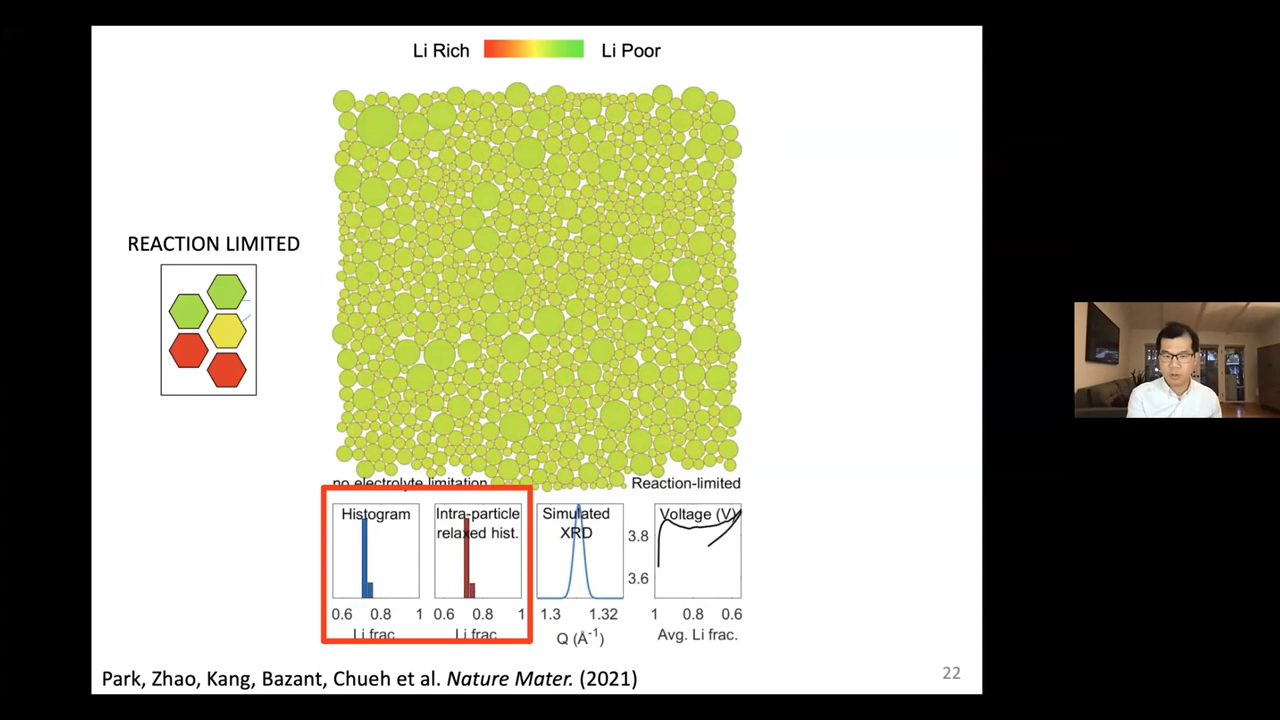 Li Rich Li Poor
REACTION LIMITED
no electrolyte limitation Reaction-limited
Histogram
0.6 0.8 1
Li frac.
Intra-particle
relaxed hist.
0.6 0.8 1
Li frac.
Simulated
XRD
1.3 1.32
Q (Å-1)
Voltage (V)
3.8
3.6
1 0.8 0.6
Avg. Li frac.
Park, Zhao, Kang, Bazant, Chueh et al. Nature Mater. (2021)
22